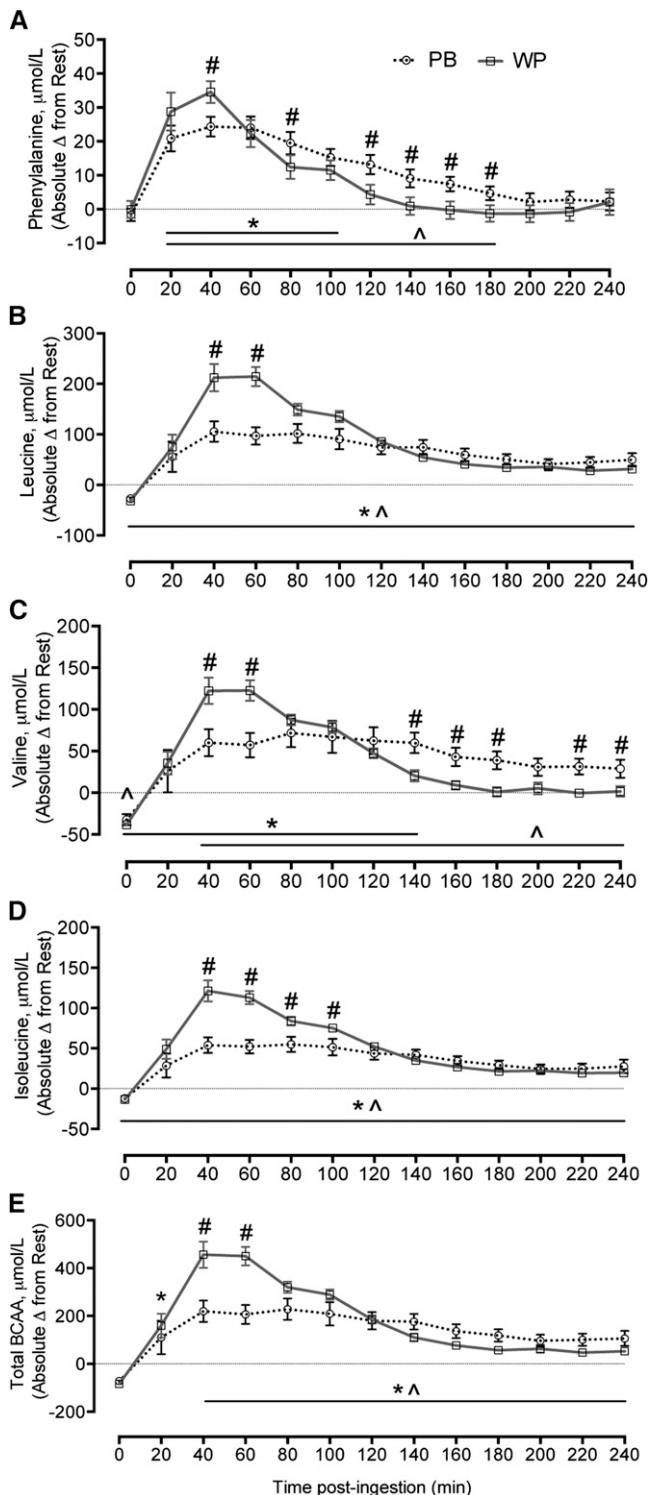 A
Phenylalanine, μmol/L
(Absolute Δ from Rest)
50
40
30
20
10
0
-10
# # # # # #
PB WP
*
^
0 20 40 60 80 100 120 140 160 180 200 220 240
B
Leucine, μmol/L
(Absolute Δ from Rest)
300
200
100
0
-100
# #
* ^
0 20 40 60 80 100 120 140 160 180 200 220 240
C
Valine, μmol/L
(Absolute Δ from Rest)
200
150
100
50
0
-50
# # # # # # #
^
*
^
0 20 40 60 80 100 120 140 160 180 200 220 240
D
Isoleucine, μmol/L
(Absolute Δ from Rest)
200
150
100
50
0
-50
# # # #
* ^
0 20 40 60 80 100 120 140 160 180 200 220 240
E
Total BCAA, μmol/L
(Absolute Δ from Rest)
600
400
200
0
-200
# #
*
* ^
0 20 40 60 80 100 120 140 160 180 200 220 240
Time post-ingestion (min)